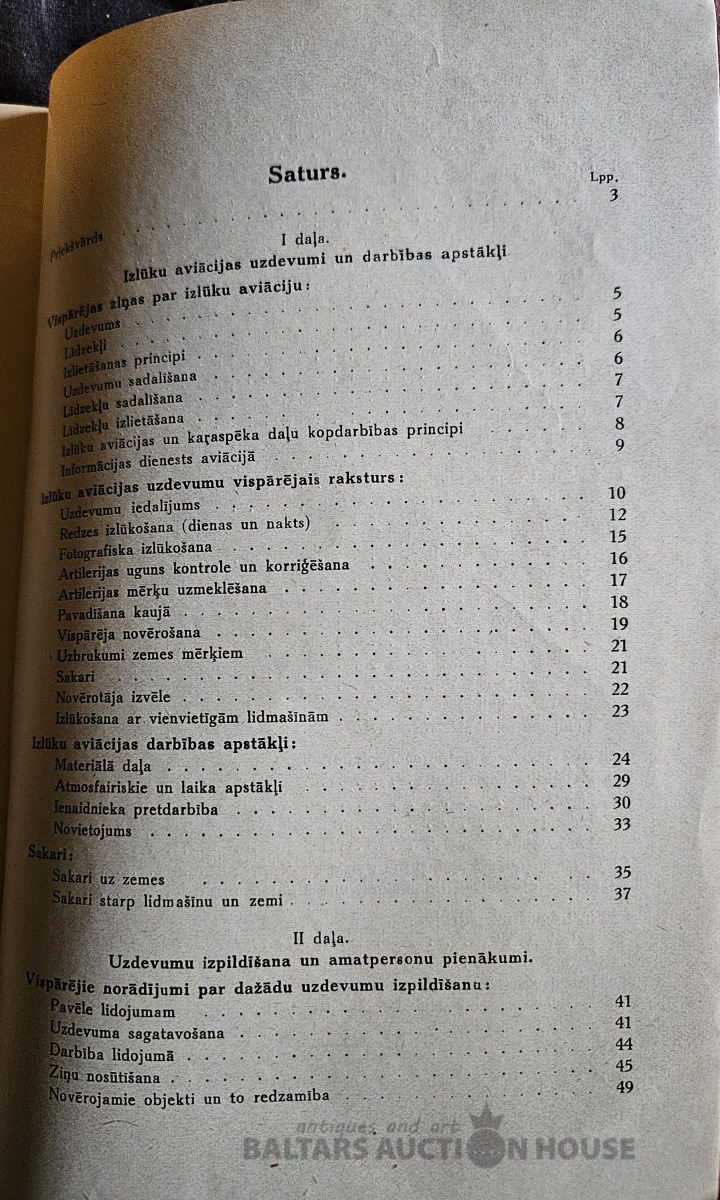 Saturs.
Lpp.
Priekšvārds . . . . . . . . . . . . . . . 3
I daļa.
Izlūku aviācijas uzdevumi un darbības apstākļi
Vispārējas ziņas par izlūku aviāciju:
Uzdevums . . . . . . . . . . . . . . . 5
Līdzekļi . . . . . . . . . . . . . . . 5
Izlietāšanas principi . . . . . . . . . . . . . . . 6
Uzdevumu sadalīšana . . . . . . . . . . . . . . . 6
Līdzekļu sadalīšana . . . . . . . . . . . . . . . 7
Līdzekļu izlietāšana . . . . . . . . . . . . . . . 7
Izlūku aviācijas un kaŗaspēka daļu kopdarbības principi . . . . . 8
Informācijas dienests aviācijā . . . . . . . . . . . . . . . 9
Izlūku aviācijas uzdevumu vispārējais raksturs:
Uzdevumu iedalījums . . . . . . . . . . . . . . . 10
Redzes izlūkošana (dienas un nakts) . . . . . . . . . . . . 12
Fotografiska izlūkošana . . . . . . . . . . . . . . . 15
Artilerijas uguns kontrole un korriģēšana . . . . . . . . . . 16
Artilerijas mērķu uzmeklēšana . . . . . . . . . . . . . . 17
Pavadīšana kaujā . . . . . . . . . . . . . . . 18
Vispārēja novērošana . . . . . . . . . . . . . . . 19
Uzbrukumi zemes mērķiem . . . . . . . . . . . . . . . 21
Sakari . . . . . . . . . . . . . . . 21
Novērotāja izvēle . . . . . . . . . . . . . . . 22
Izlūkošana ar vienvietīgām lidmašīnām . . . . . . . . . . . . 23
Izlūku aviācijas darbības apstākļi:
Materiālā daļa . . . . . . . . . . . . . . . 24
Atmosfairiskie un laika apstākļi . . . . . . . . . . . . . 29
Ienaidnieka pretdarbība . . . . . . . . . . . . . . . 30
Novietojums . . . . . . . . . . . . . . . 33
Sakari:
Sakari uz zemes . . . . . . . . . . . . . . . 35
Sakari starp lidmašīnu un zemi . . . . . . . . . . . . . . 37
II daļa.
Uzdevumu izpildīšana un amatpersonu pienākumi.
Vispārējie norādījumi par dažādu uzdevumu izpildīšanu:
Pavēle lidojumam . . . . . . . . . . . . . . . 41
Uzdevuma sagatavošana . . . . . . . . . . . . . . . 41
Darbība lidojumā . . . . . . . . . . . . . . . 44
Ziņu nosūtīšana . . . . . . . . . . . . . . . 45
Novērojamie objekti un to redzamība . . . . . . . . . . . . 49
antiques and art
BALTARS AUCTION HOUSE